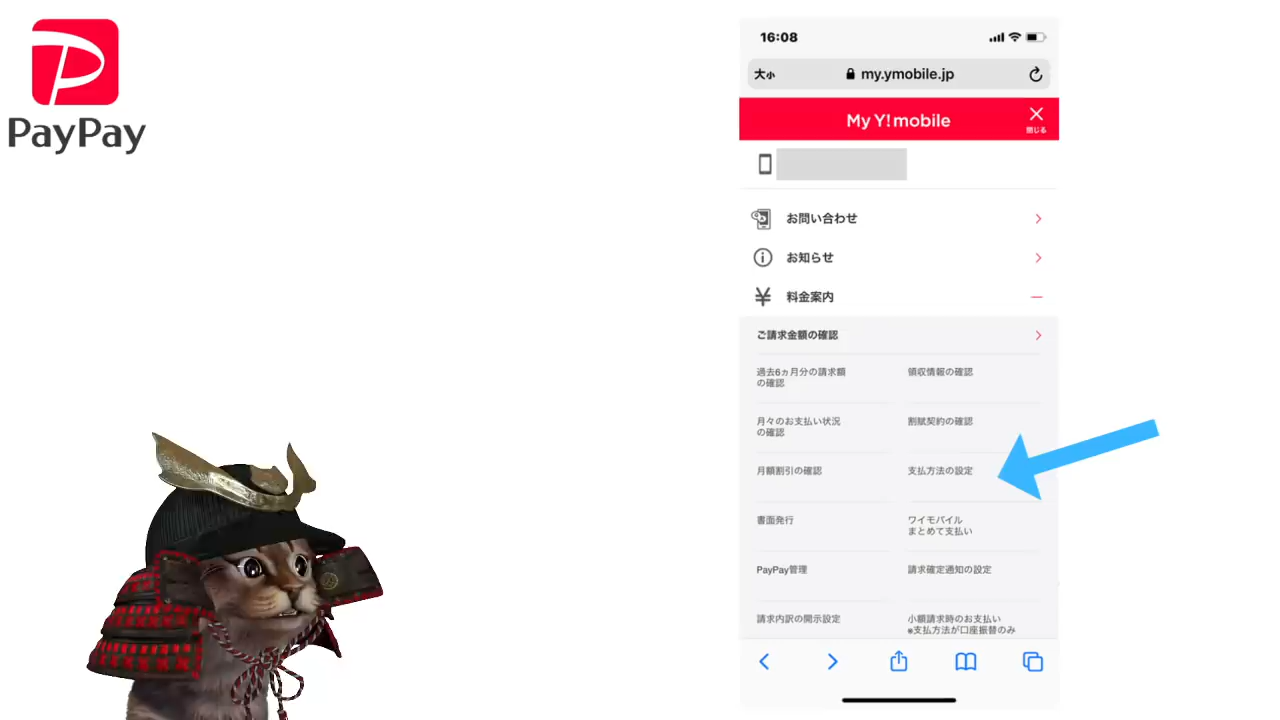 PayPay
16:08
大小
my.ymobile.jp
My Y!mobile
閉じる
お問い合わせ
お知らせ
料金案内
ご請求金額の確認
過去6ヵ月分の請求額
の確認
領収情報の確認
月々のお支払い状況
の確認
割賦契約の確認
月額割引の確認
支払方法の設定
書面発行
ワイモバイル
まとめて支払い
PayPay管理
請求確定通知の設定
請求内訳の開示設定
小額請求時のお支払い
※支払方法が口座振替のみ